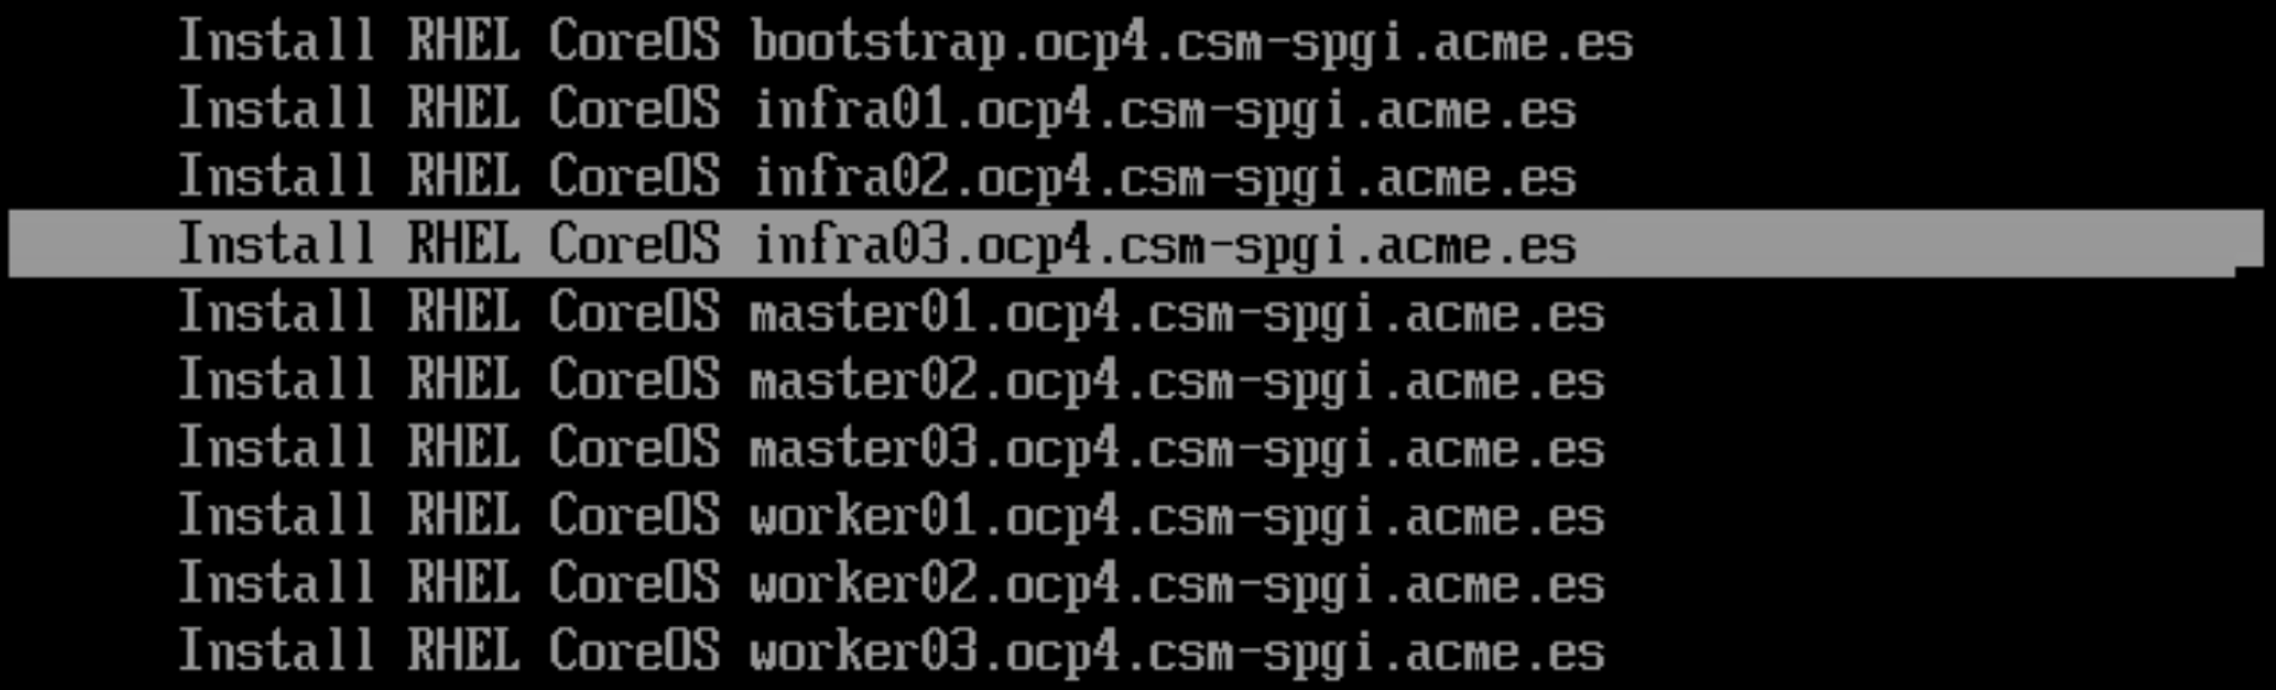 Install RHEL CoreOS bootstrap.ocp4.csm-spgi.acme.es
Install RHEL CoreOS infra01.ocp4.csm-spgi.acme.es
Install RHEL CoreOS infra02.ocp4.csm-spgi.acme.es
Install RHEL CoreOS infra03.ocp4.csm-spgi.acme.es
Install RHEL CoreOS master01.ocp4.csm-spgi.acme.es
Install RHEL CoreOS master02.ocp4.csm-spgi.acme.es
Install RHEL CoreOS master03.ocp4.csm-spgi.acme.es
Install RHEL CoreOS worker01.ocp4.csm-spgi.acme.es
Install RHEL CoreOS worker02.ocp4.csm-spgi.acme.es
Install RHEL CoreOS worker03.ocp4.csm-spgi.acme.es